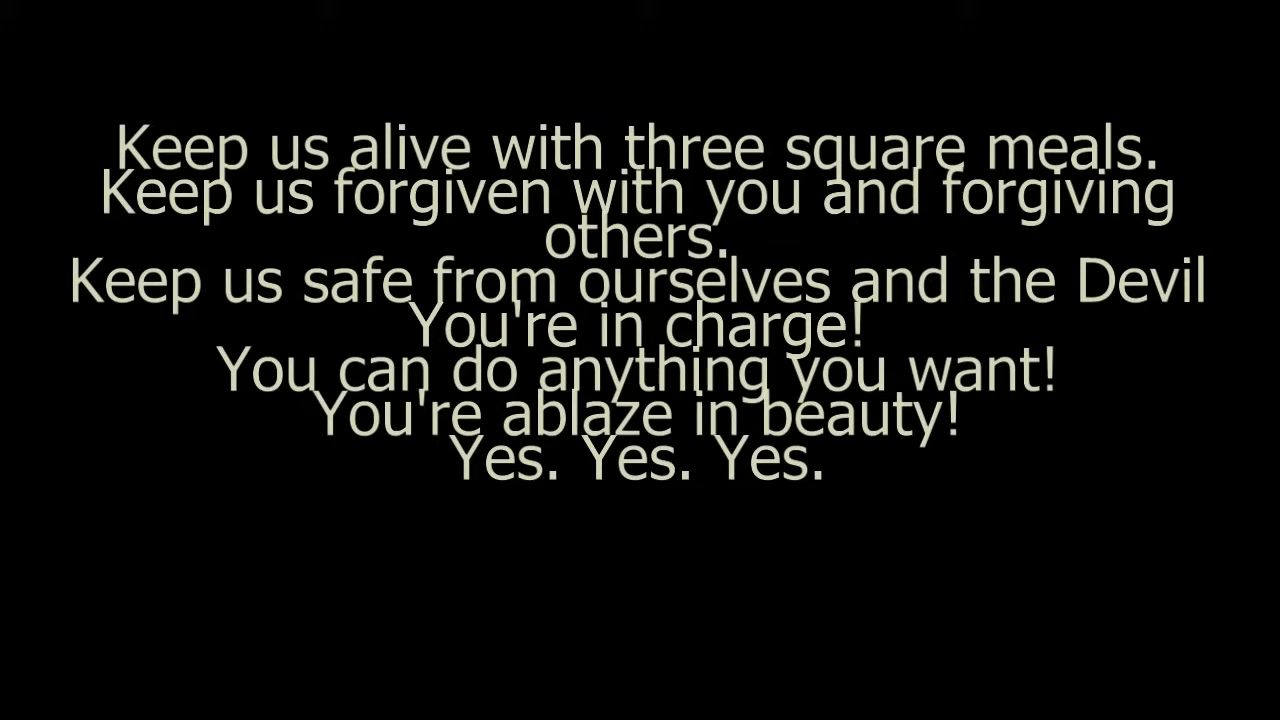 Keep us alive with three square meals.
Keep us forgiven with you and forgiving
others.
Keep us safe from ourselves and the Devil
You're in charge!
You can do anything you want!
You're ablaze in beauty!
Yes. Yes. Yes.